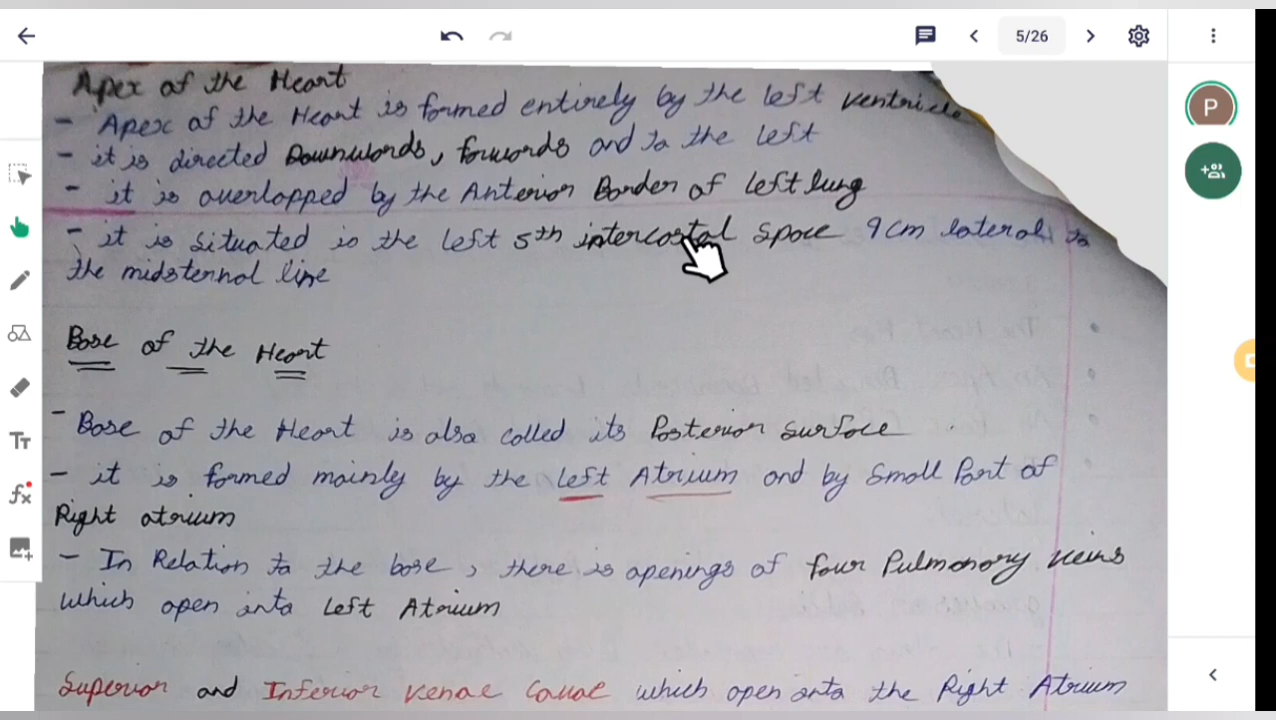 5/26
Apex of the Heart
- Apex of the Heart is formed entirely by the left ventricle
P
- it is directed Downwards, forwards and to the left
- it is overlapped by the Anterior Border of left lung
- it is situated in the left 5th intercostal space 9cm lateral to
the midsternal line
Base of the Heart
- Base of the Heart is also called its Posterior Surface
- it is formed mainly by the left Atrium and by Small Part of
Right atrium
- In Relation to the base, there is openings of four Pulmonary veins
which open into left Atrium
Superior and Inferior Venae Cavae which open into the Right Atrium
Tт
fx